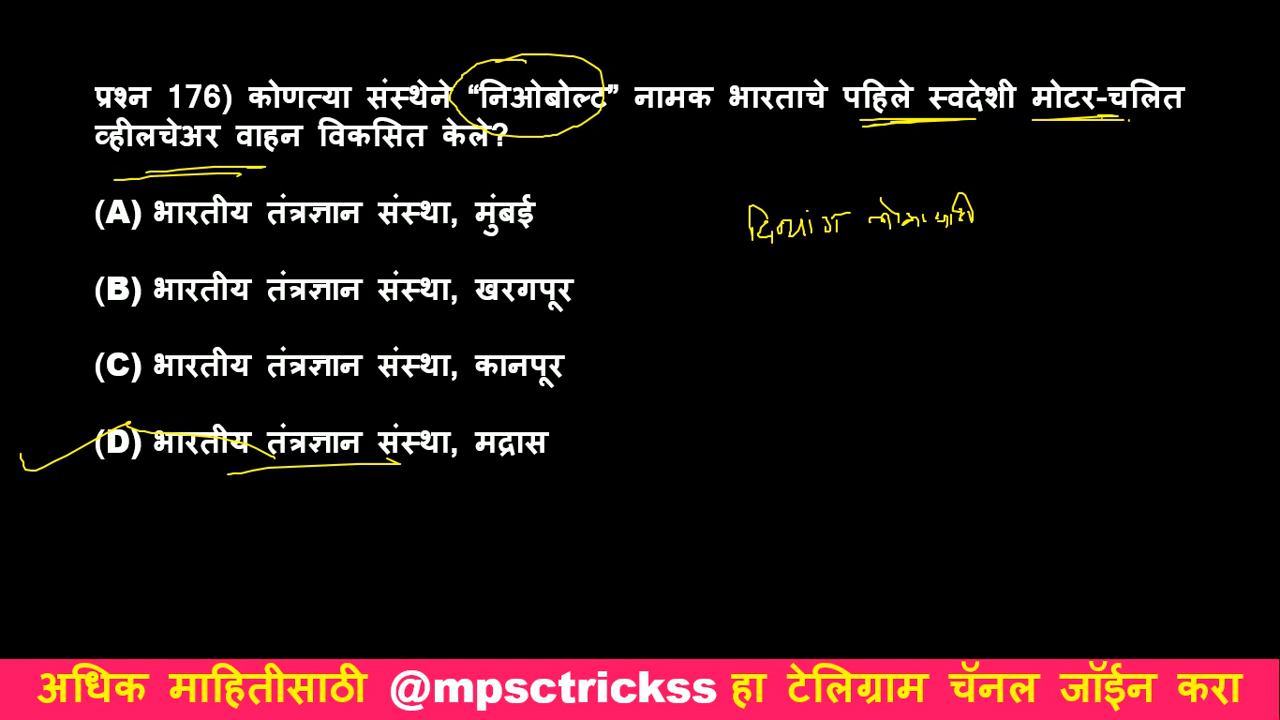 प्रश्न 176) कोणत्या संस्थेने “निओबोल्ट” नामक भारताचे पहिले स्वदेशी मोटर-चलित
व्हीलचेअर वाहन विकसित केले?
(A) भारतीय तंत्रज्ञान संस्था, मुंबई
दिव्यांग
(B) भारतीय तंत्रज्ञान संस्था, खरगपूर
(C) भारतीय तंत्रज्ञान संस्था, कानपूर
(D) भारतीय तंत्रज्ञान संस्था, मद्रास
अधिक माहितीसाठी @mpsctrickss हा टेलिग्राम चॅनल जॉईन करा